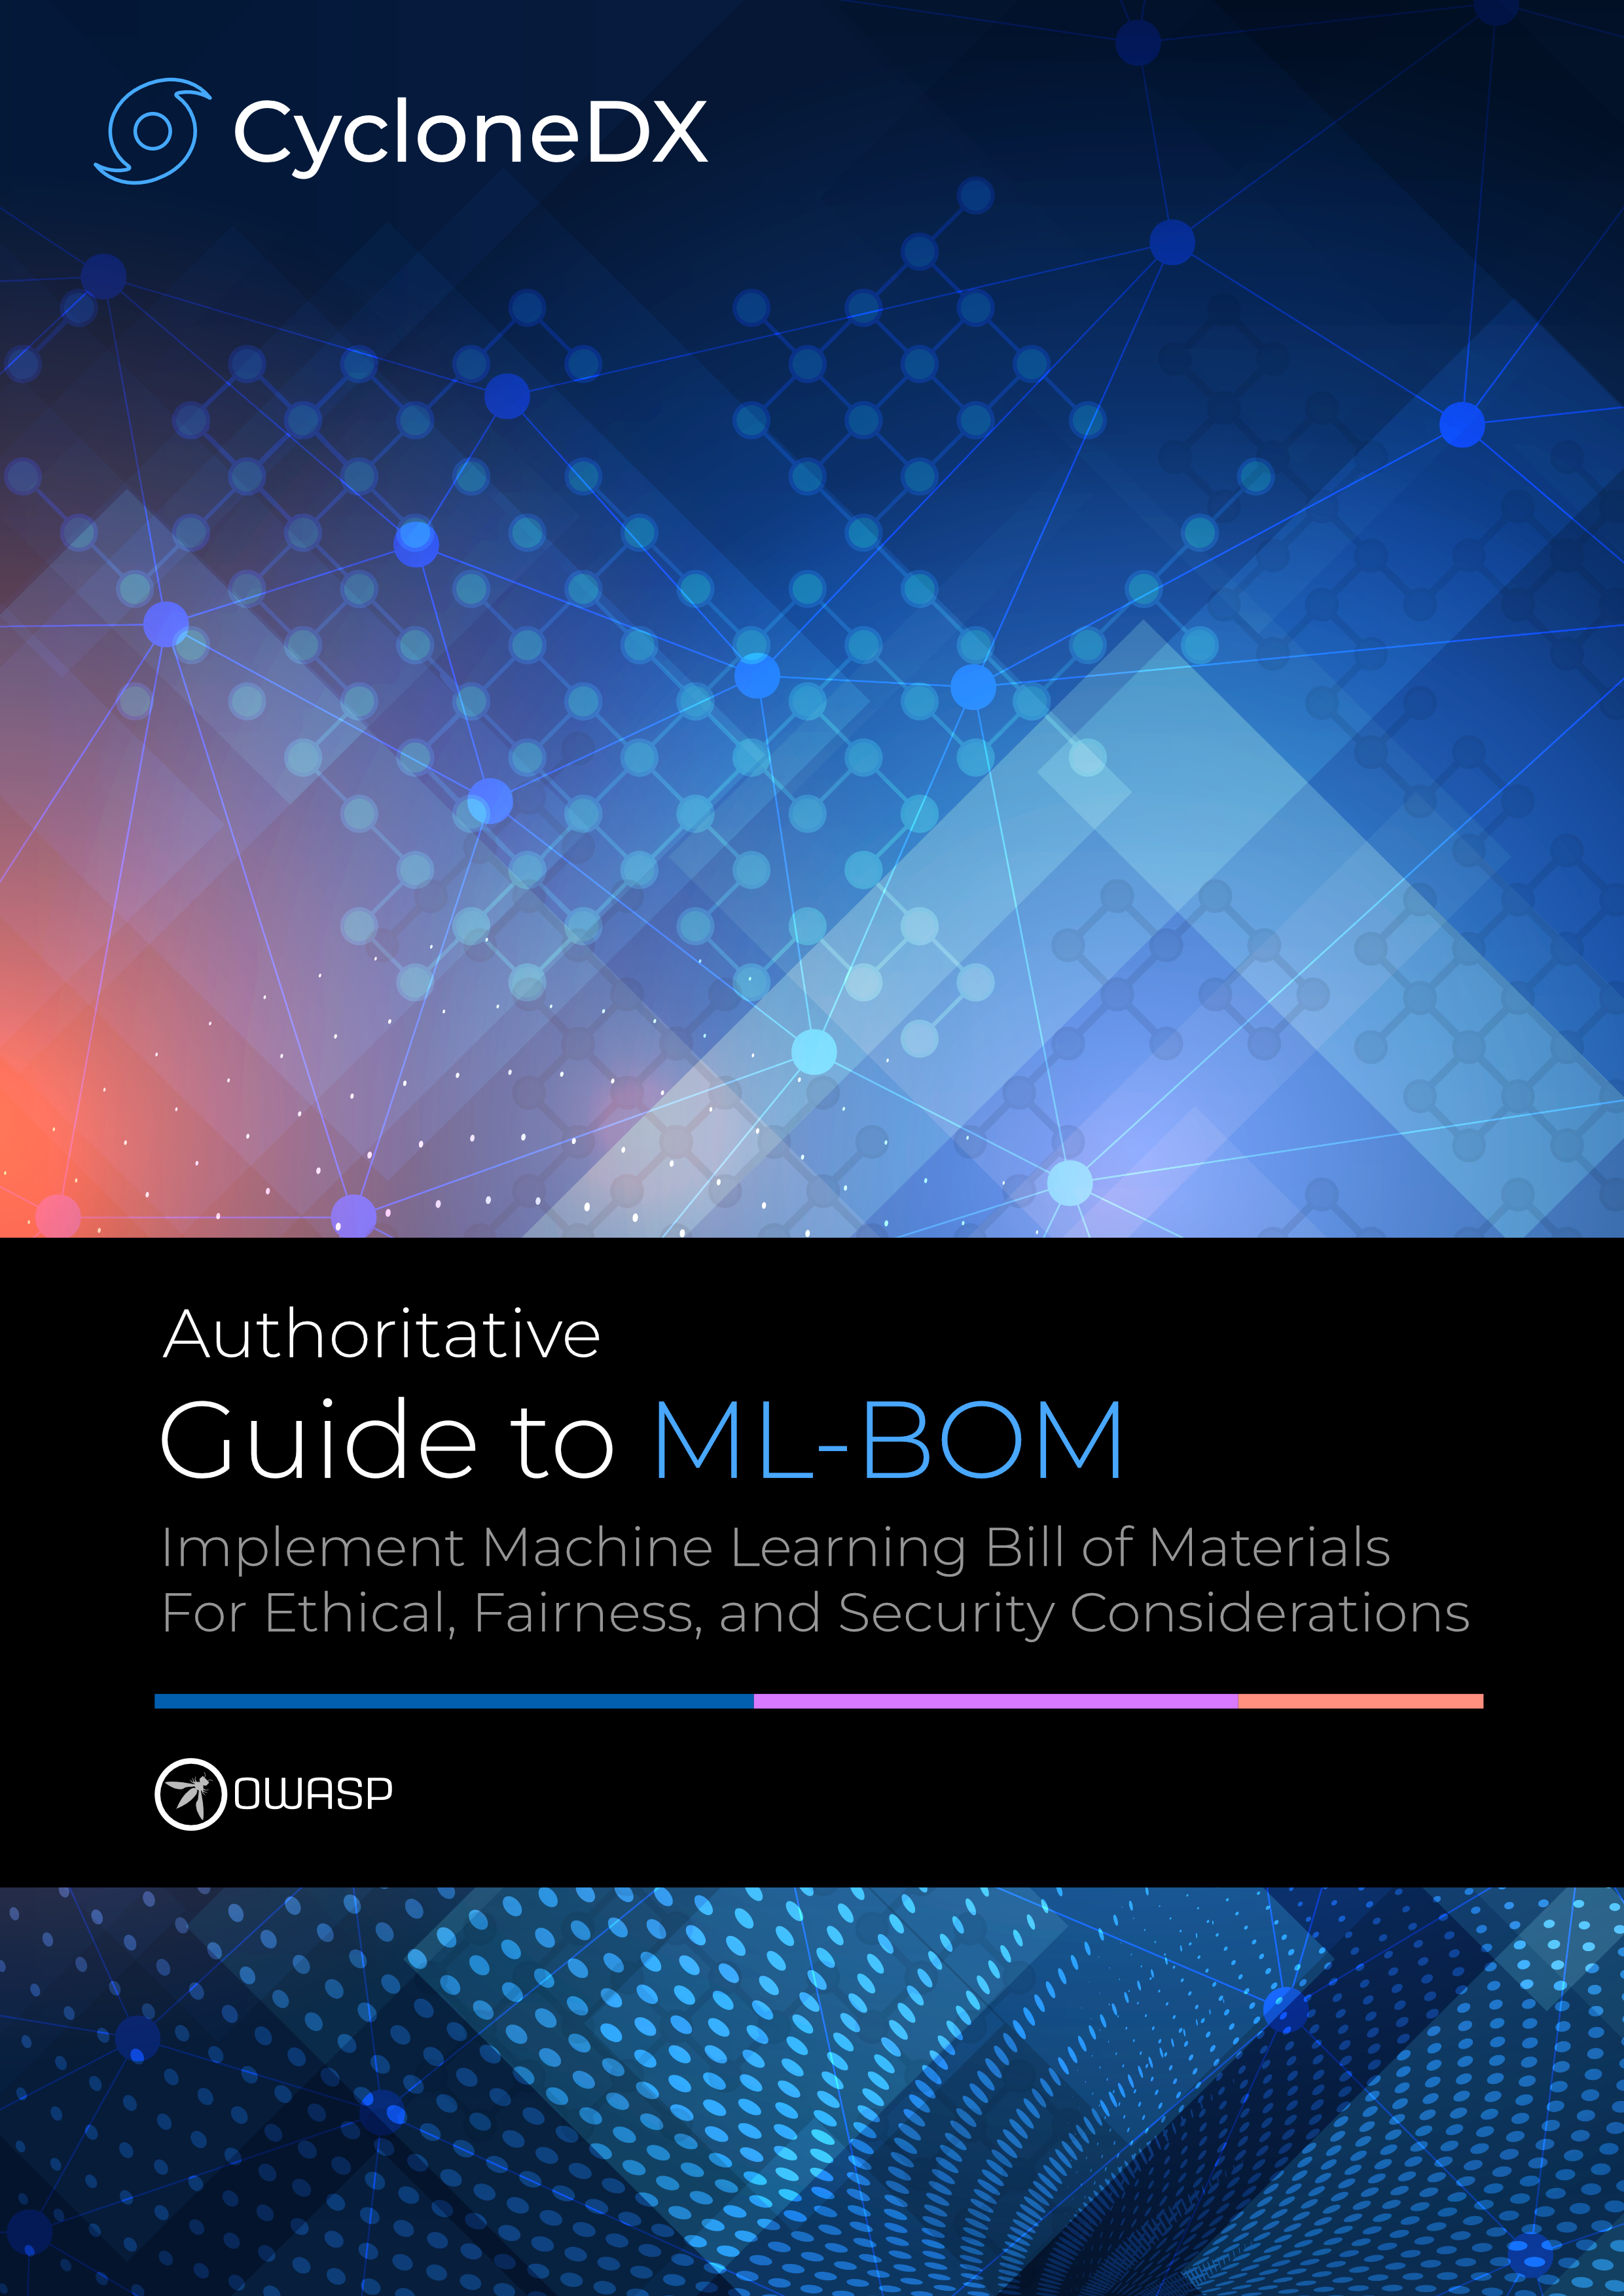 CycloneDX
Authoritative
Guide to ML-BOM
Implement Machine Learning Bill of Materials
For Ethical, Fairness, and Security Considerations
OWASP